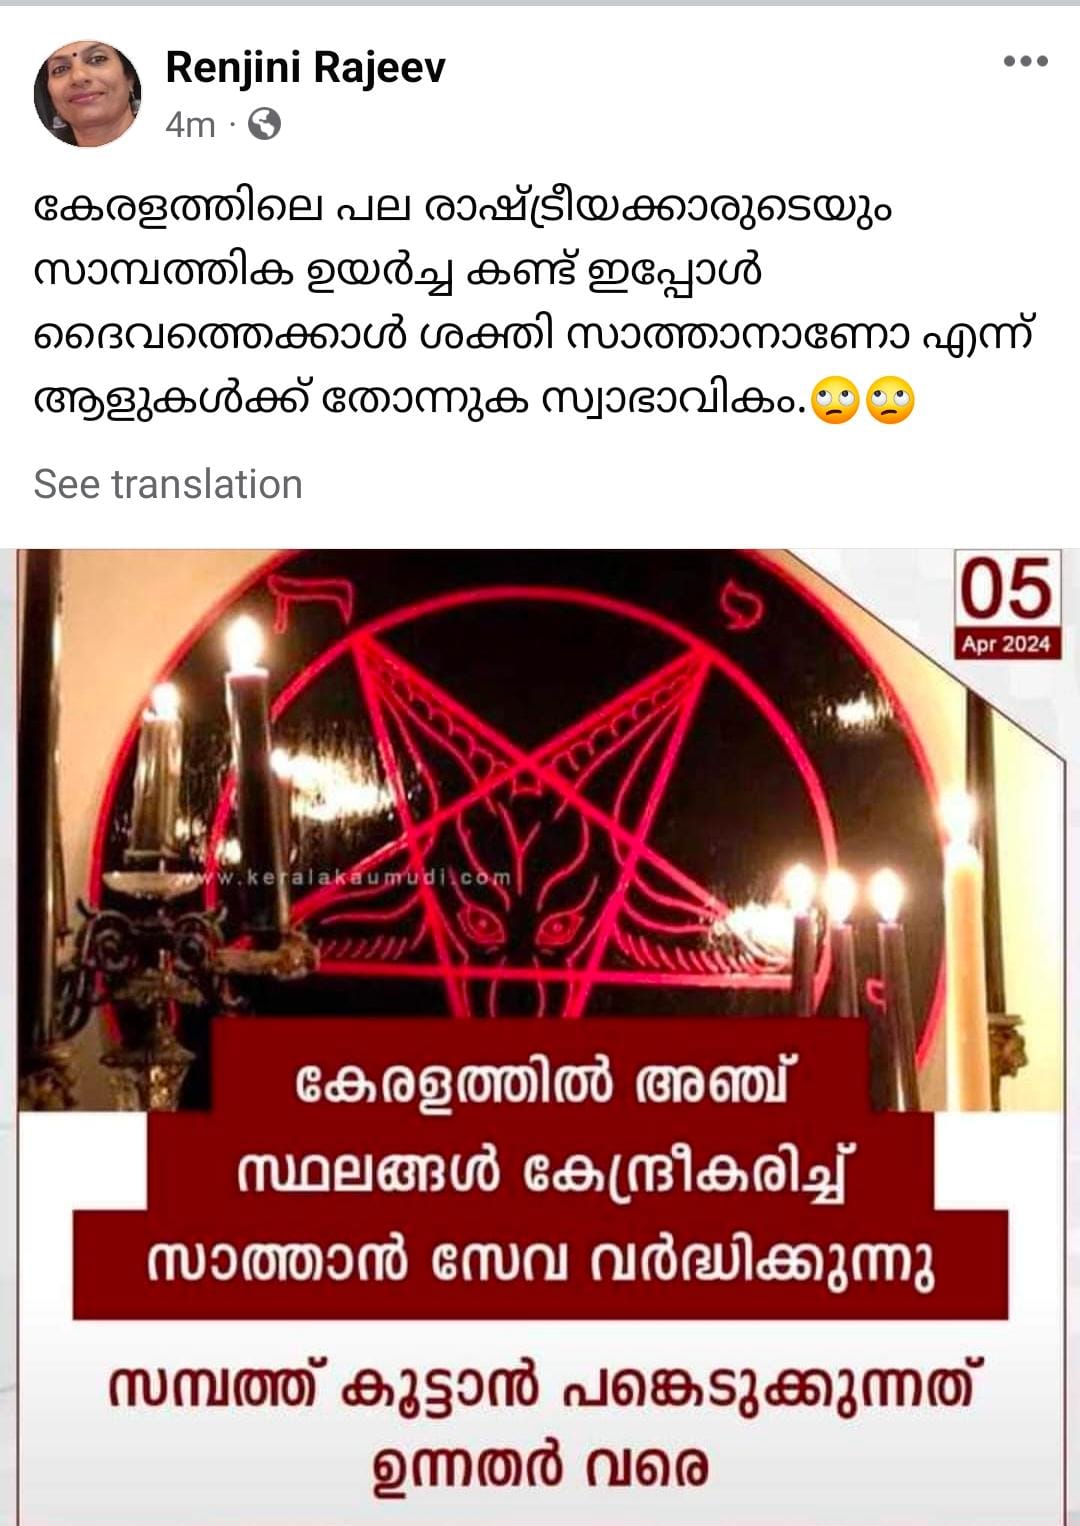 Renjini Rajeev
4m ·
കേരളത്തിലെ പല രാഷ്ട്രീയക്കാരുടെയും
സാമ്പത്തിക ഉയർച്ച കണ്ട് ഇപ്പോൾ
ദൈവത്തെക്കാൾ ശക്തി സാത്താനാണോ എന്ന്
ആളുകൾക്ക് തോന്നുക സ്വാഭാവികം.🙄🙄
See translation
05
Apr 2024
www.keralakaumudi.com
കേരളത്തിൽ അഞ്ച്
സ്ഥലങ്ങൾ കേന്ദ്രീകരിച്ച്
സാത്താൻ സേവ വർദ്ധിക്കുന്നു
സമ്പത്ത് കൂട്ടാൻ പങ്കെടുക്കുന്നത്
ഉന്നതർ വരെ